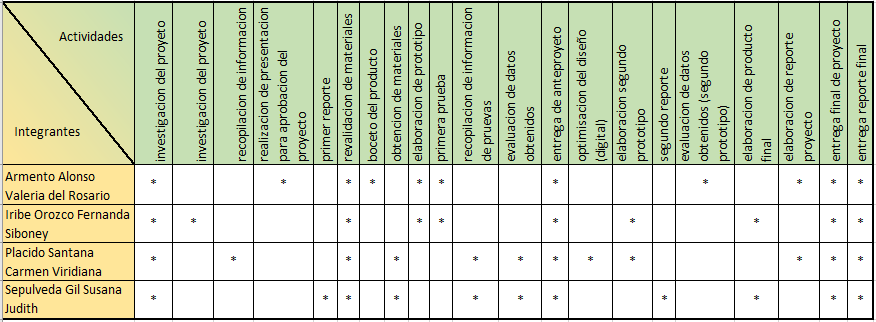 Actividades
Integrantes
investigacion del proyeto
investigacion del proyeto
recopilacion de informacion
realizacion de presentacion
para aprobacion del
proyecto
primer reporte
revalidacion de materiales
boceto del producto
obtencion de materiales
elaboracion de prototipo
primera prueba
recopilacion de informacion
de pruevas
evaluacion de datos
obtenidos
entrega de anteproyecto
optimisacion del diseño
(digital)
elaboracion segundo
prototipo
segundo reporte
evaluacion de datos
obtenidos (segundo
prototipo)
elaboracion de producto
final
elaboracion de reporte
proyecto
entrega final de proyecto
entrega reporte final
Armento Alonso
Valeria del Rosario
* * * * * * * * * * *
Iribe Orozco Fernanda
Siboney
* * * * * * * * * *
Placido Santana
Carmen Viridiana
* * * * * * * * * * * *
Sepulveda Gil Susana
Judith
* * * * * * * * * * *